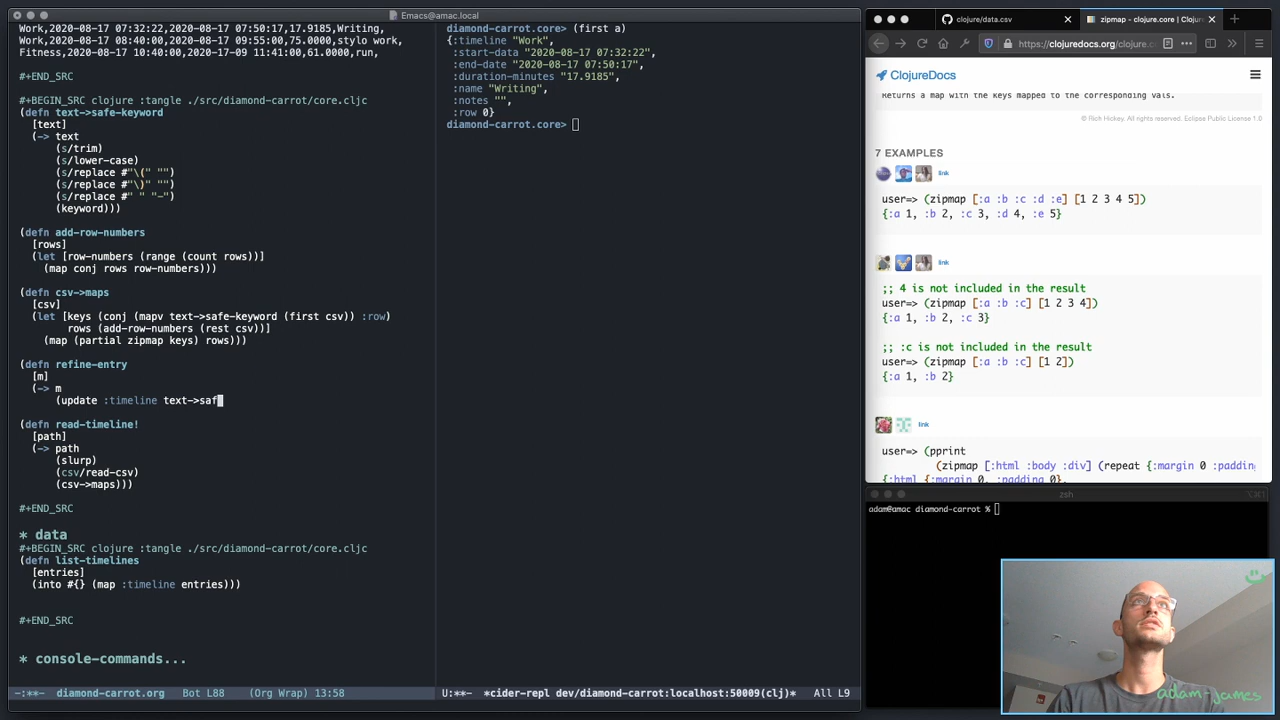 Emacs@amac.local
Work,2020-08-17 07:32:22,2020-08-17 07:50:17,17.9185,Writing,
Work,2020-08-17 08:40:00,2020-08-17 09:55:00,75.0000,stylo work,
Fitness,2020-08-17 10:40:00,2020-17-09 11:41:00,61.0000,run,
#+END_SRC
#+BEGIN_SRC clojure :tangle ./src/diamond-carrot/core.cljc
(defn text->safe-keyword
[text]
(-> text
(s/trim)
(s/lower-case)
(s/replace #"\(" "")
(s/replace #"\)" "")
(s/replace #" " "-")
(keyword)))
(defn add-row-numbers
[rows]
(let [row-numbers (range (count rows))]
(map conj rows row-numbers)))
(defn csv->maps
[csv]
(let [keys (conj (mapv text->safe-keyword (first csv)) :row)
rows (add-row-numbers (rest csv))]
(map (partial zipmap keys) rows)))
(defn refine-entry
[m]
(-> m
(update :timeline text->saf
(defn read-timeline!
[path]
(-> path
(slurp)
(csv/read-csv)
(csv->maps)))
#+END_SRC
* data
#+BEGIN_SRC clojure :tangle ./src/diamond-carrot/core.cljc
(defn list-timelines
[entries]
(into #{} (map :timeline entries)))
#+END_SRC
* console-commands...
-:**- diamond-carrot.org Bot L88 (Org Wrap) 13:58
diamond-carrot.core> (first a)
{:timeline "Work",
:start-data "2020-08-17 07:32:22",
:end-date "2020-08-17 07:50:17",
:duration-minutes "17.9185",
:name "Writing",
:notes "",
:row 0}
diamond-carrot.core>
U:**- *cider-repl dev/diamond-carrot:localhost:50009(clj)* All L9
clojure/data.csv
zipmap - clojure.core | Clojur
https://clojuredocs.org/clojure.c
ClojureDocs
Returns a map with the keys mapped to the corresponding vals.
© Rich Hickey. All rights reserved. Eclipse Public License 1.0
7 EXAMPLES
link
user=> (zipmap [:a :b :c :d :e] [1 2 3 4 5])
{:a 1, :b 2, :c 3, :d 4, :e 5}
link
;; 4 is not included in the result
user=> (zipmap [:a :b :c] [1 2 3 4])
{:a 1, :b 2, :c 3}
;; :c is not included in the result
user=> (zipmap [:a :b :c] [1 2])
{:a 1, :b 2}
link
user=> (pprint
(zipmap [:html :body :div] (repeat {:margin 0 :padding
{:html {:margin 0, :padding 0},
zsh
adam@amac diamond-carrot %
adam-james